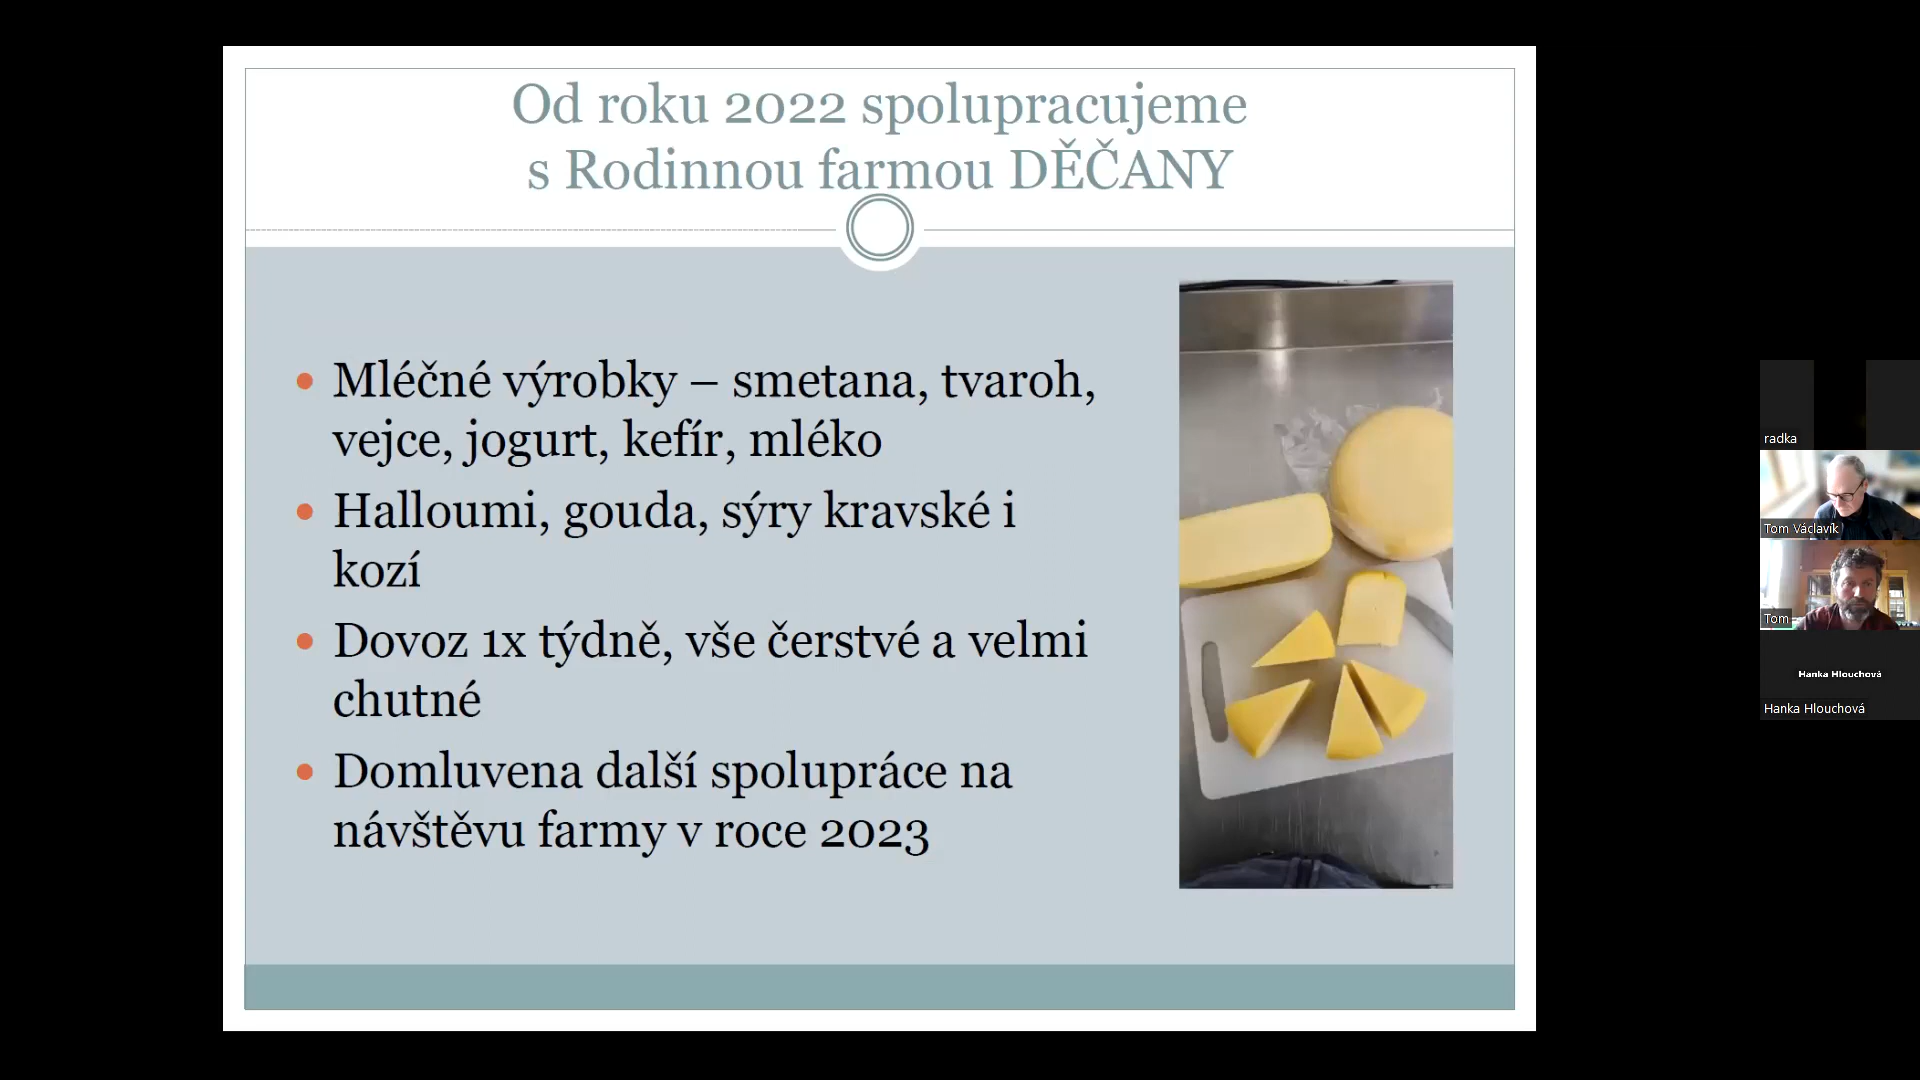 Od roku 2022 spolupracujeme
s Rodinnou farmou DĚČANY
Mléčné výrobky – smetana, tvaroh,
vejce, jogurt, kefír, mléko
Halloumi, gouda, sýry kravské i
kozí
Dovoz 1x týdně, vše čerstvé a velmi
chutné
Domluvena další spolupráce na
návštěvu farmy v roce 2023
radka
Tom Václavík
Tom
Hanka Hlouchová
Hanka Hlouchová